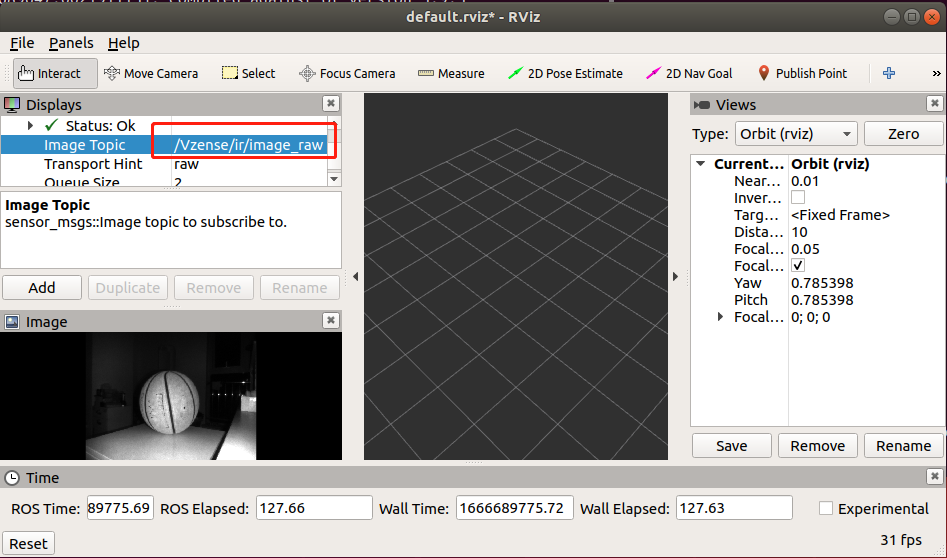 default.rviz* - RViz
File Panels Help
Interact Move Camera Select Focus Camera Measure 2D Pose Estimate 2D Nav Goal Publish Point »
Displays
Status: Ok
Image Topic /Vzense/ir/image_raw
Transport Hint raw
Queue Size 2
Image Topic
sensor_msgs::Image topic to subscribe to.
Add Duplicate Remove Rename
Image
Views
Type: Orbit (rviz) Zero
Current... Orbit (rviz)
Near... 0.01
Inver...
Targ... <Fixed Frame>
Dista... 10
Focal... 0.05
Focal...
Yaw 0.785398
Pitch 0.785398
Focal... 0; 0; 0
Save Remove Rename
Time
ROS Time: 89775.69 ROS Elapsed: 127.66 Wall Time: 1666689775.72 Wall Elapsed: 127.63 Experimental
Reset 31 fps